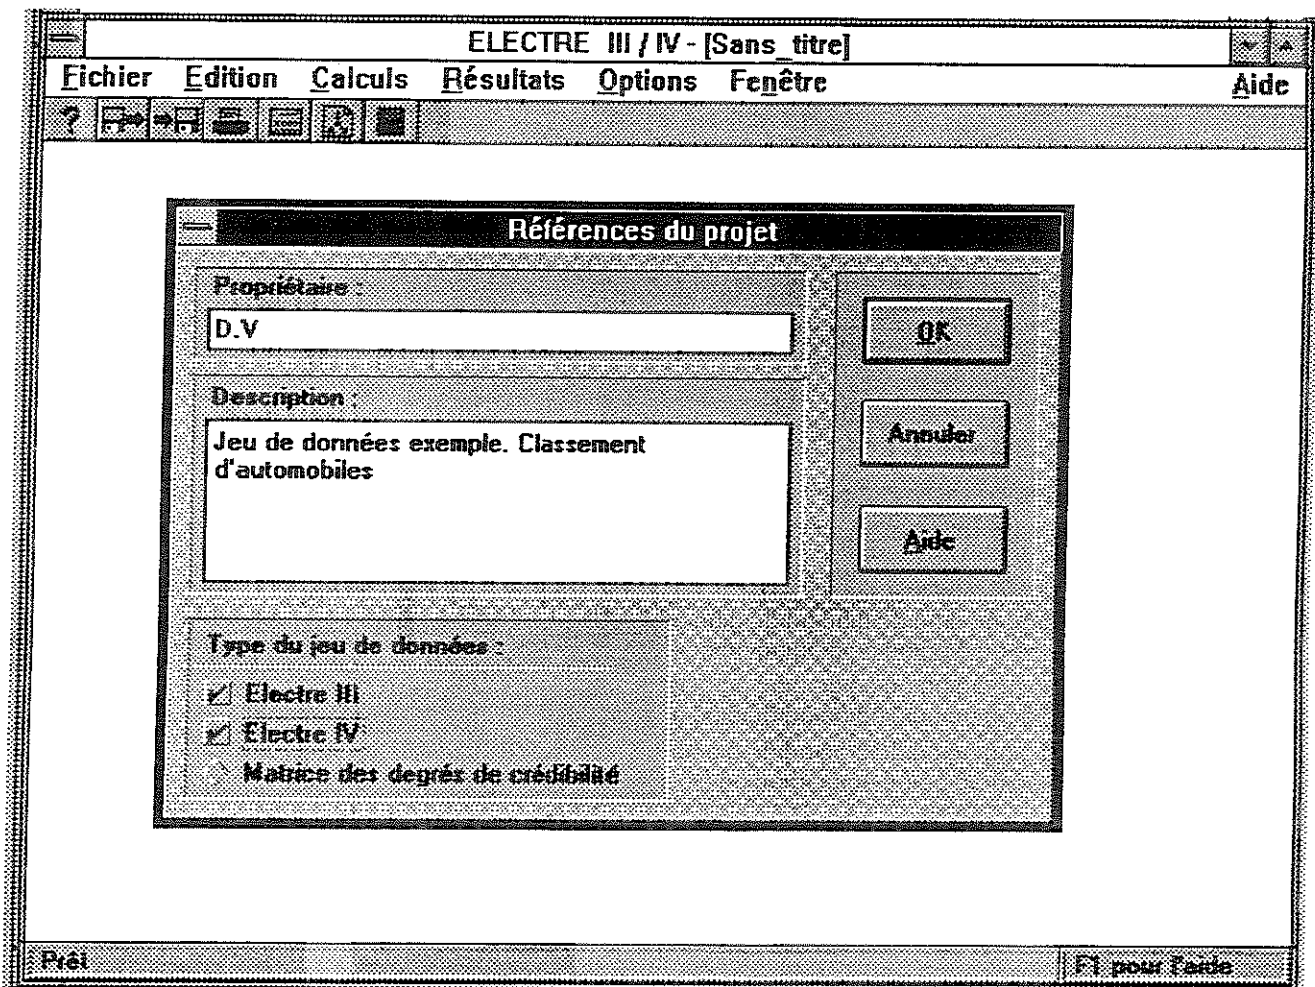 ELECTRE III / IV - [Sans_titre]
Fichier Edition Calculs Résultats Options Fenêtre Aide
?
Références du projet
Propriétaire :
D.V
OK
Description :
Jeu de données exemple. Classement
d'automobiles
Annuler
Aide
Type du jeu de données :
Electre III
Electre IV
Matrice des degrés de crédibilité
Prêt
F1 pour l'aide